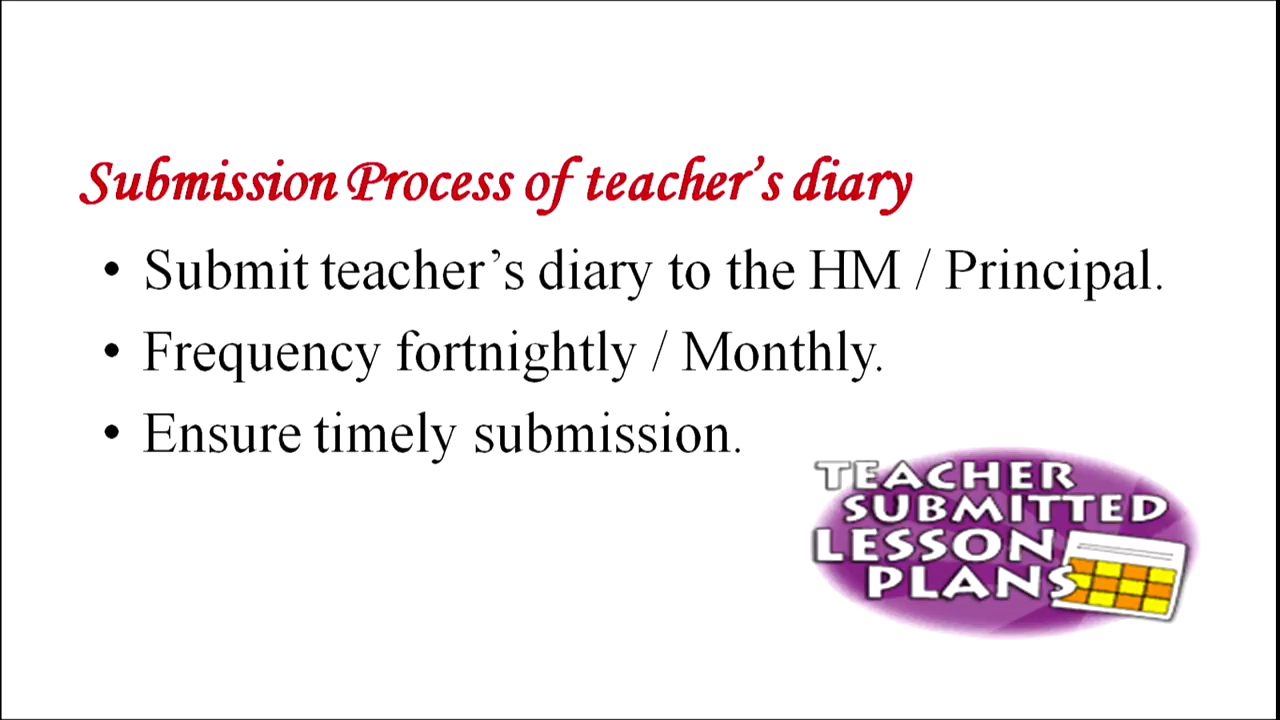 Submission Process of teacher's diary
• Submit teacher's diary to the HM / Principal.
• Frequency fortnightly / Monthly.
• Ensure timely submission.
TEACHER
SUBMITTED
LESSON
PLANS